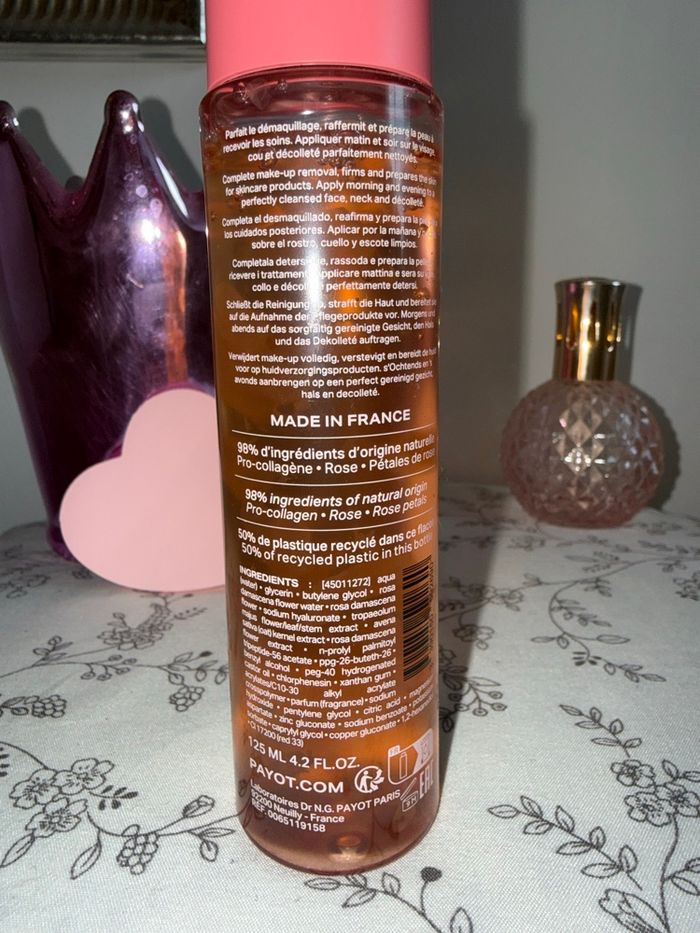 Parfait le démaquillage, raffermit et prépare la peau à
recevoir les soins. Appliquer matin et soir sur le visage,
cou et décolleté parfaitement nettoyés.
Complete make-up removal, firms and prepares the skin
for skincare products. Apply morning and evening to a
perfectly cleansed face, neck and décolleté.
Completa el desmaquillado, reafirma y prepara la
los cuidados posteriores. Aplicar por la mañana y
sobre el rostro, cuello y escote limpios.
Completala rassoda e prepara la
ricevere i trattamenti. Applicare mattina e sera su
collo e perfettamente detersi.
Schließt die Reinigung ab, strafft die Haut und bereitet sie
auf die Aufnahme der Pflegeprodukte vor. Morgens und
abends auf das sorgfältig gereinigte Gesicht, den Hals
und das Dekolleté auftragen.
Verwijdert make-up volledig, verstevigt en bereidt de huid
voor op huidverzorgingsproducten. s'Ochtends en 's
avonds aanbrengen op een perfect gereinigd gezicht,
hals en decolleté.
MADE IN FRANCE
98% d'ingrédients d'origine naturelle
Pro-collagène • Rose • Pétales de rose
98% ingredients of natural origin
Pro-collagen • Rose • Rose petals
50% de plastique recyclé dans ce flacon
50% of recycled plastic in this bottle
INGREDIENTS : [45011272] aqua
(water) • glycerin • butylene glycol • rosa
damascena flower water • rosa damascena
flower • sodium hyaluronate • tropaeolum
majus flower/leaf/stem extract • avena
sativa (oat) kernel extract • rosa damascena
flower extract • n-prolyl palmitoyl
tripeptide-56 acetate • ppg-26-buteth-26 •
benzyl alcohol • peg-40 hydrogenated
castor oil • chlorphenesin • xanthan gum •
acrylates/C10-30 alkyl acrylate
crosspolymer • parfum (fragrance) • sodium
hydroxide • pentylene glycol • citric acid • magnesium
aspartate • zinc gluconate • sodium benzoate • potassium
sorbate • caprylyl glycol • copper gluconate • 1,2-hexanediol
• CI 17200 (red 33)
125 ML 4.2 FL.OZ.
PAYOT.COM
FR
Laboratoires Dr N.G. PAYOT PARIS
92200 Neuilly - France
REF: 0065119158
9H
EAC